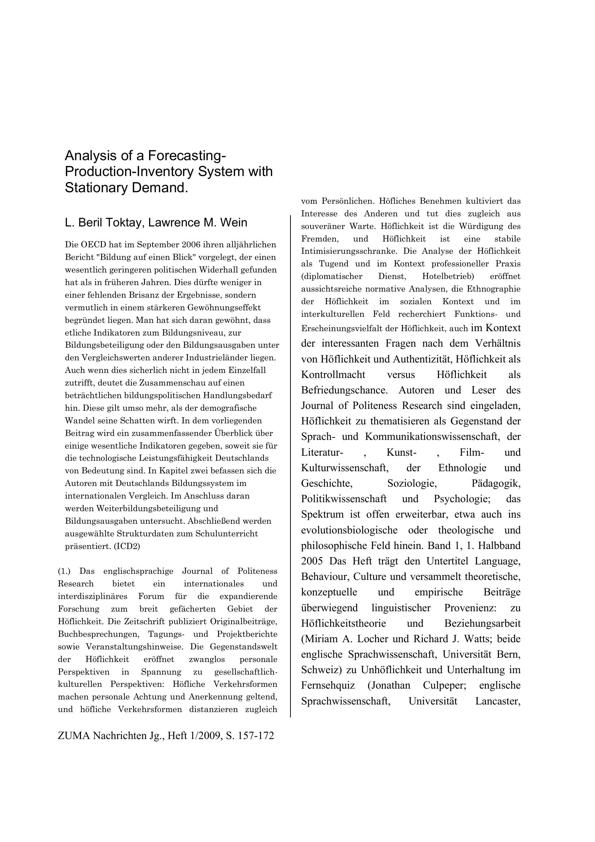 Analysis of a Forecasting-
Production-Inventory System with
Stationary Demand.
L. Beril Toktay, Lawrence M. Wein
Die OECD hat im September 2006 ihren alljährlichen
Bericht "Bildung auf einen Blick" vorgelegt, der einen
wesentlich geringeren politischen Widerhall gefunden
hat als in früheren Jahren. Dies dürfte weniger in
einer fehlenden Brisanz der Ergebnisse, sondern
vermutlich in einem stärkeren Gewöhnungseffekt
begründet liegen. Man hat sich daran gewöhnt, dass
etliche Indikatoren zum Bildungsniveau, zur
Bildungsbeteiligung oder den Bildungsausgaben unter
den Vergleichswerten anderer Industrieländer liegen.
Auch wenn dies sicherlich nicht in jedem Einzelfall
zutrifft, deutet die Zusammenschau auf einen
beträchtlichen bildungspolitischen Handlungsbedarf
hin. Diese gilt umso mehr, als der demografische
Wandel seine Schatten wirft. In dem vorliegenden
Beitrag wird ein zusammenfassender Überblick über
einige wesentliche Indikatoren gegeben, soweit sie für
die technologische Leistungsfähigkeit Deutschlands
von Bedeutung sind. In Kapitel zwei befassen sich die
Autoren mit Deutschlands Bildungssystem im
internationalen Vergleich. Im Anschluss daran
werden Weiterbildungsbeteiligung und
Bildungsausgaben untersucht. Abschließend werden
ausgewählte Strukturdaten zum Schulunterricht
präsentiert. (ICD2)
(1.) Das englischsprachige Journal of Politeness
Research bietet ein internationales und
interdisziplinäres Forum für die expandierende
Forschung zum breit gefächerten Gebiet der
Höflichkeit. Die Zeitschrift publiziert Originalbeiträge,
Buchbesprechungen, Tagungs- und Projektberichte
sowie Veranstaltungshinweise. Die Gegenstandswelt
der Höflichkeit eröffnet zwanglos personale
Perspektiven in Spannung zu gesellschaftlich-
kulturellen Perspektiven: Höfliche Verkehrsformen
machen personale Achtung und Anerkennung geltend,
und höfliche Verkehrsformen distanzieren zugleich
vom Persönlichen. Höfliches Benehmen kultiviert das
Interesse des Anderen und tut dies zugleich aus
souveräner Warte. Höflichkeit ist die Würdigung des
Fremden, und Höflichkeit ist eine stabile
Intimisierungsschranke. Die Analyse der Höflichkeit
als Tugend und im Kontext professioneller Praxis
(diplomatischer Dienst, Hotelbetrieb) eröffnet
aussichtsreiche normative Analysen, die Ethnographie
der Höflichkeit im sozialen Kontext und im
interkulturellen Feld recherchiert Funktions- und
Erscheinungsvielfalt der Höflichkeit, auch im Kontext
der interessanten Fragen nach dem Verhältnis
von Höflichkeit und Authentizität, Höflichkeit als
Kontrollmacht versus Höflichkeit als
Befriedungschance. Autoren und Leser des
Journal of Politeness Research sind eingeladen,
Höflichkeit zu thematisieren als Gegenstand der
Sprach- und Kommunikationswissenschaft, der
Literatur- , Kunst- , Film- und
Kulturwissenschaft, der Ethnologie und
Geschichte, Soziologie, Pädagogik,
Politikwissenschaft und Psychologie; das
Spektrum ist offen erweiterbar, etwa auch ins
evolutionsbiologische oder theologische und
philosophische Feld hinein. Band 1, 1. Halbband
2005 Das Heft trägt den Untertitel Language,
Behaviour, Culture und versammelt theoretische,
konzeptuelle und empirische Beiträge
überwiegend linguistischer Provenienz: zu
Höflichkeitstheorie und Beziehungsarbeit
(Miriam A. Locher und Richard J. Watts; beide
englische Sprachwissenschaft, Universität Bern,
Schweiz) zu Unhöflichkeit und Unterhaltung im
Fernsehquiz (Jonathan Culpeper; englische
Sprachwissenschaft, Universität Lancaster,
ZUMA Nachrichten Jg., Heft 1/2009, S. 157-172